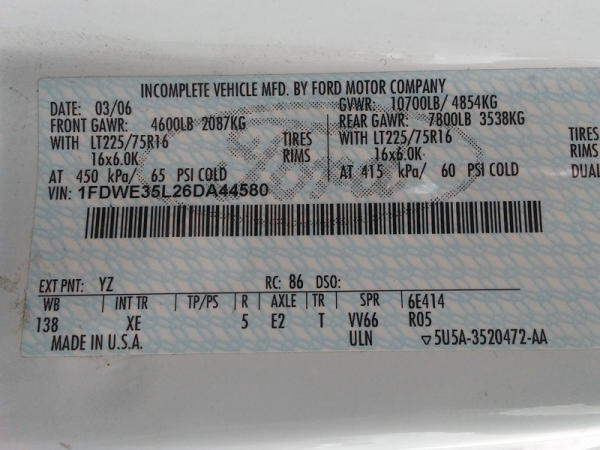 INCOMPLETE VEHICLE MFD. BY FORD MOTOR COMPANY
DATE: 03/06 GVWR: 10700LB/ 4854KG
FRONT GAWR: 4600LB 2087KG REAR GAWR: 7800LB 3538KG
WITH LT225/75R16 TIRES WITH LT225/75R16 TIRES
16x6.0K RIMS 16x6.0K RIMS DUAL
AT 450 kPa/ 65 PSI COLD AT 415 kPa/ 60 PSI COLD
VIN: 1FDWE35L26DA44580
EXT PNT: YZ RC: 86 DSO:
WB INT TR TP/PS R AXLE TR SPR 6E414
138 XE 5 E2 T VV66 R05
MADE IN U.S.A. ULN ▽5U5A-3520472-AA